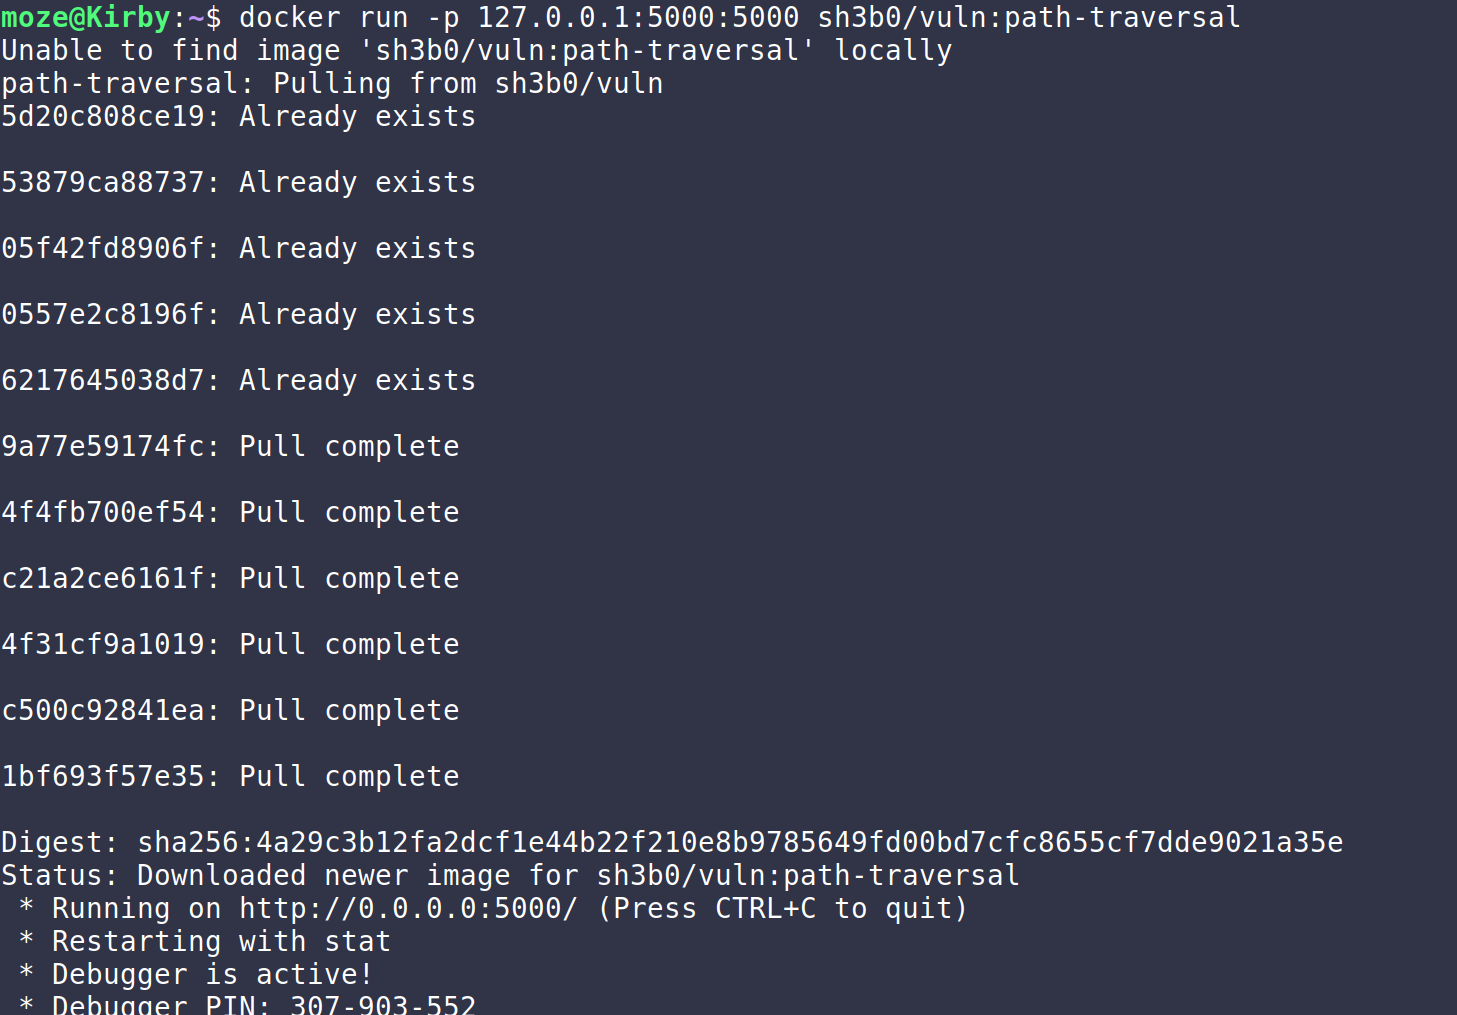 moze@Kirby:~$ docker run -p 127.0.0.1:5000:5000 sh3b0/vuln:path-traversal
Unable to find image 'sh3b0/vuln:path-traversal' locally
path-traversal: Pulling from sh3b0/vuln
5d20c808ce19: Already exists
53879ca88737: Already exists
05f42fd8906f: Already exists
0557e2c8196f: Already exists
6217645038d7: Already exists
9a77e59174fc: Pull complete
4f4fb700ef54: Pull complete
c21a2ce6161f: Pull complete
4f31cf9a1019: Pull complete
c500c92841ea: Pull complete
1bf693f57e35: Pull complete
Digest: sha256:4a29c3b12fa2dcf1e44b22f210e8b9785649fd00bd7cfc8655cf7dde9021a35e
Status: Downloaded newer image for sh3b0/vuln:path-traversal
 * Running on http://0.0.0.0:5000/ (Press CTRL+C to quit)
 * Restarting with stat
 * Debugger is active!
 * Debugger PIN: 307-903-552